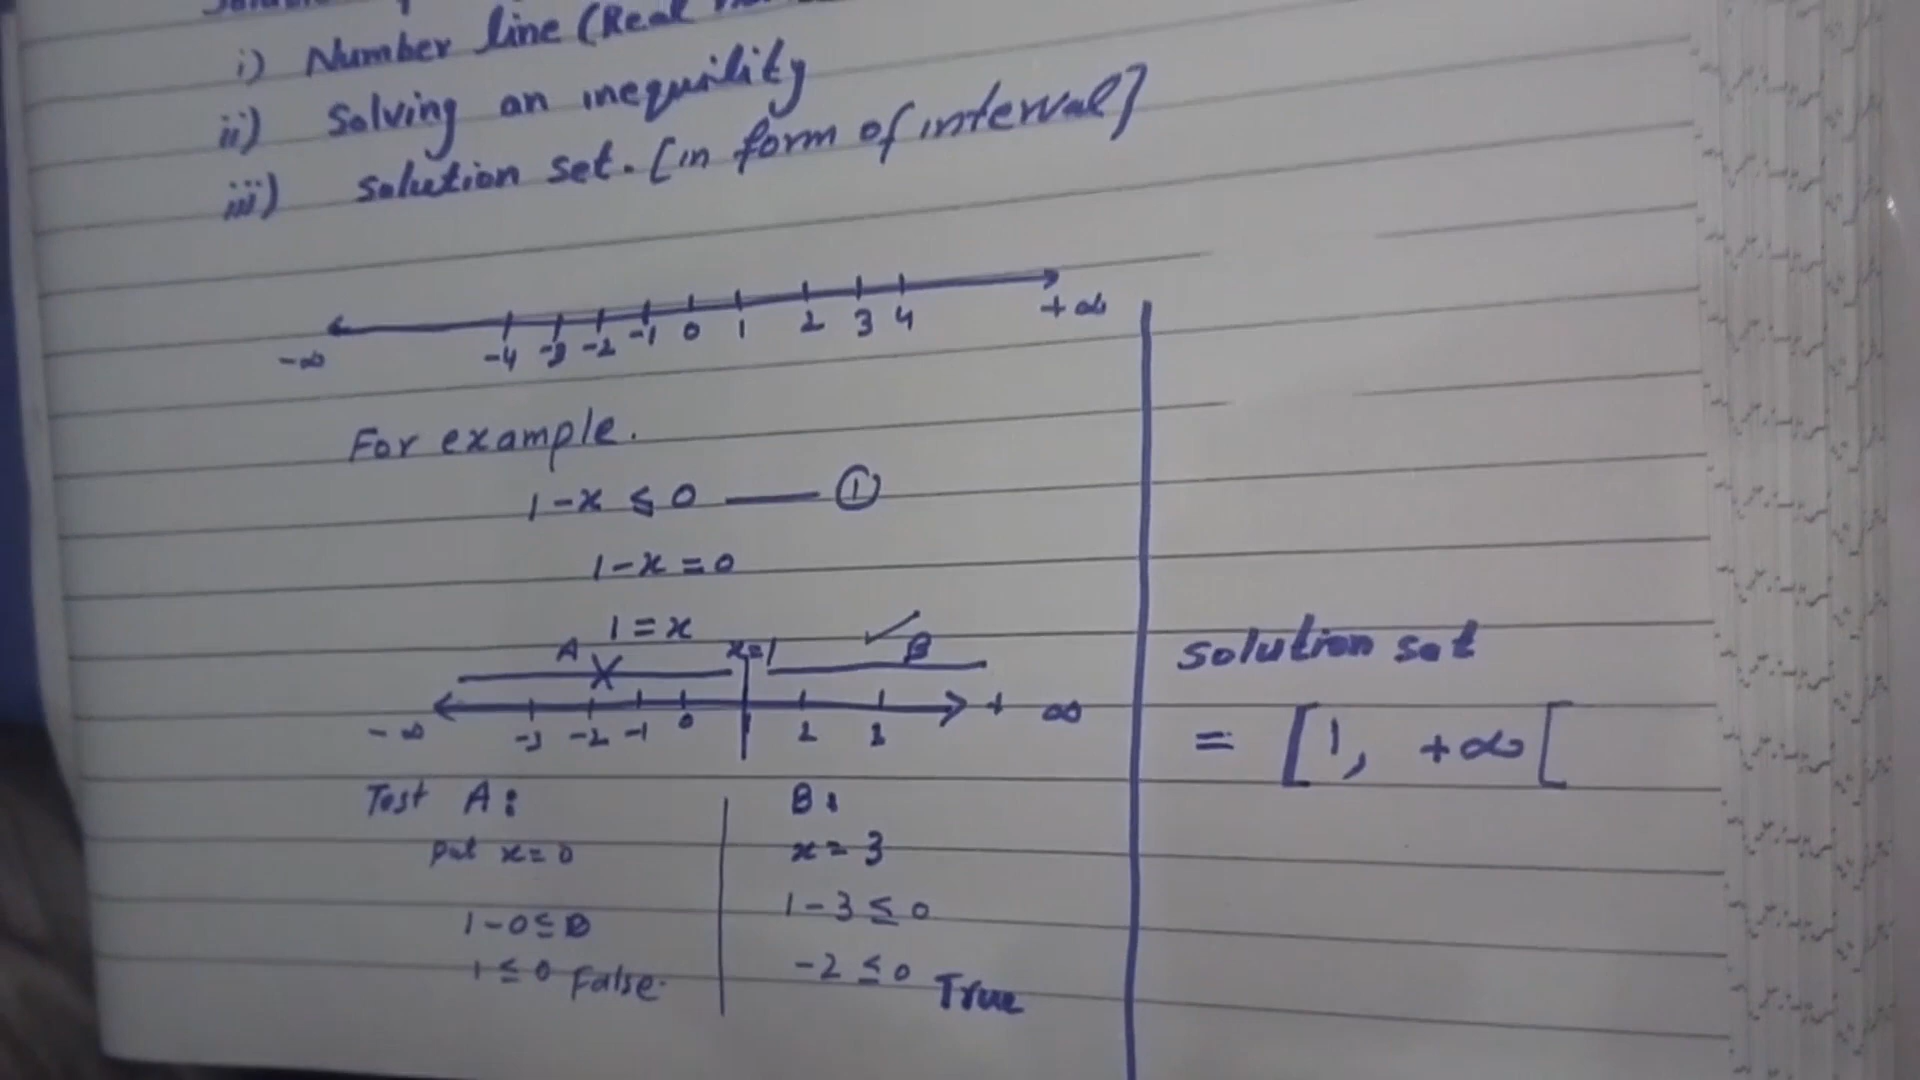 i) Number line (Real
ii) Solving an inequility
iii) Solution set. [in form of interval]
-∞ -4 -3 -2 -1 0 1 2 3 4 +∞
For example.
1-x ≤ 0 —— ①
1-x = 0
1 = x
A x=1 B
-∞ -3 -2 -1 0 1 2 3 + ∞
Test A:
put x=0
1-0≤0
1 ≤ 0 False.
B:
x = 3
1-3 ≤ 0
-2 ≤ 0 True
Solution set
= [1, +∞[